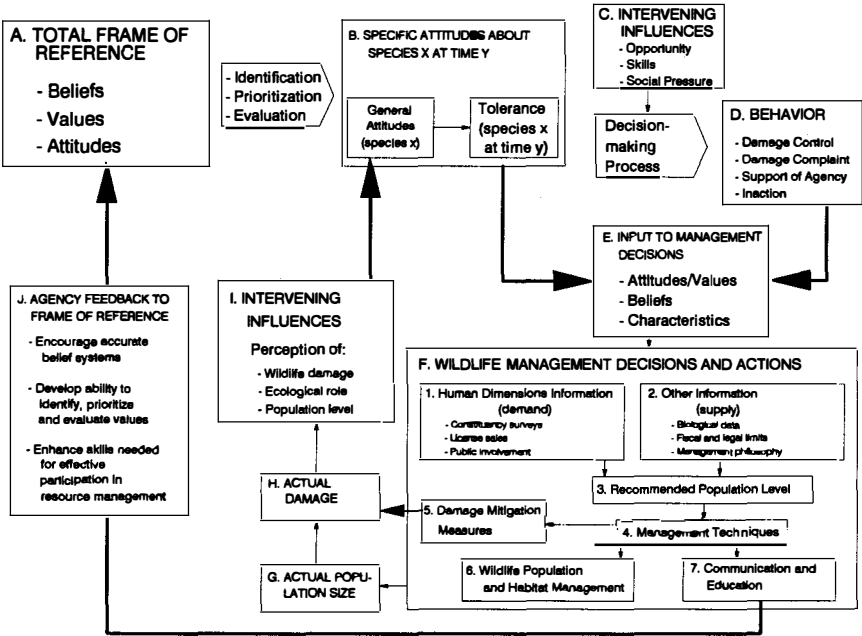 A. TOTAL FRAME OF
REFERENCE
- Beliefs
- Values
- Attitudes
- Identification
- Prioritization
- Evaluation
B. SPECIFIC ATTITUDES ABOUT
SPECIES X AT TIME Y
General
Attitudes
(species x)
Tolerance
(species x
at time y)
C. INTERVENING
INFLUENCES
- Opportunity
- Skills
- Social Pressure
Decision-
making
Process
D. BEHAVIOR
- Damage Control
- Damage Complaint
- Support of Agency
- Inaction
E. INPUT TO MANAGEMENT
DECISIONS
- Attitudes/Values
- Beliefs
- Characteristics
F. WILDLIFE MANAGEMENT DECISIONS AND ACTIONS
1. Human Dimensions Information
(demand)
- Constituency surveys
- License sales
- Public involvement
2. Other Information
(supply)
- Biological data
- Fiscal and legal limits
- Management philosophy
3. Recommended Population Level
4. Management Techniques
5. Damage Mitigation
Measures
6. Wildlife Population
and Habitat Management
7. Communication and
Education
G. ACTUAL POPU-
LATION SIZE
H. ACTUAL
DAMAGE
I. INTERVENING
INFLUENCES
Perception of:
- Wildlife damage
- Ecological role
- Population level
J. AGENCY FEEDBACK TO
FRAME OF REFERENCE
- Encourage accurate
belief systems
- Develop ability to
identify, prioritize
and evaluate values
- Enhance skills needed
for effective
participation in
resource management